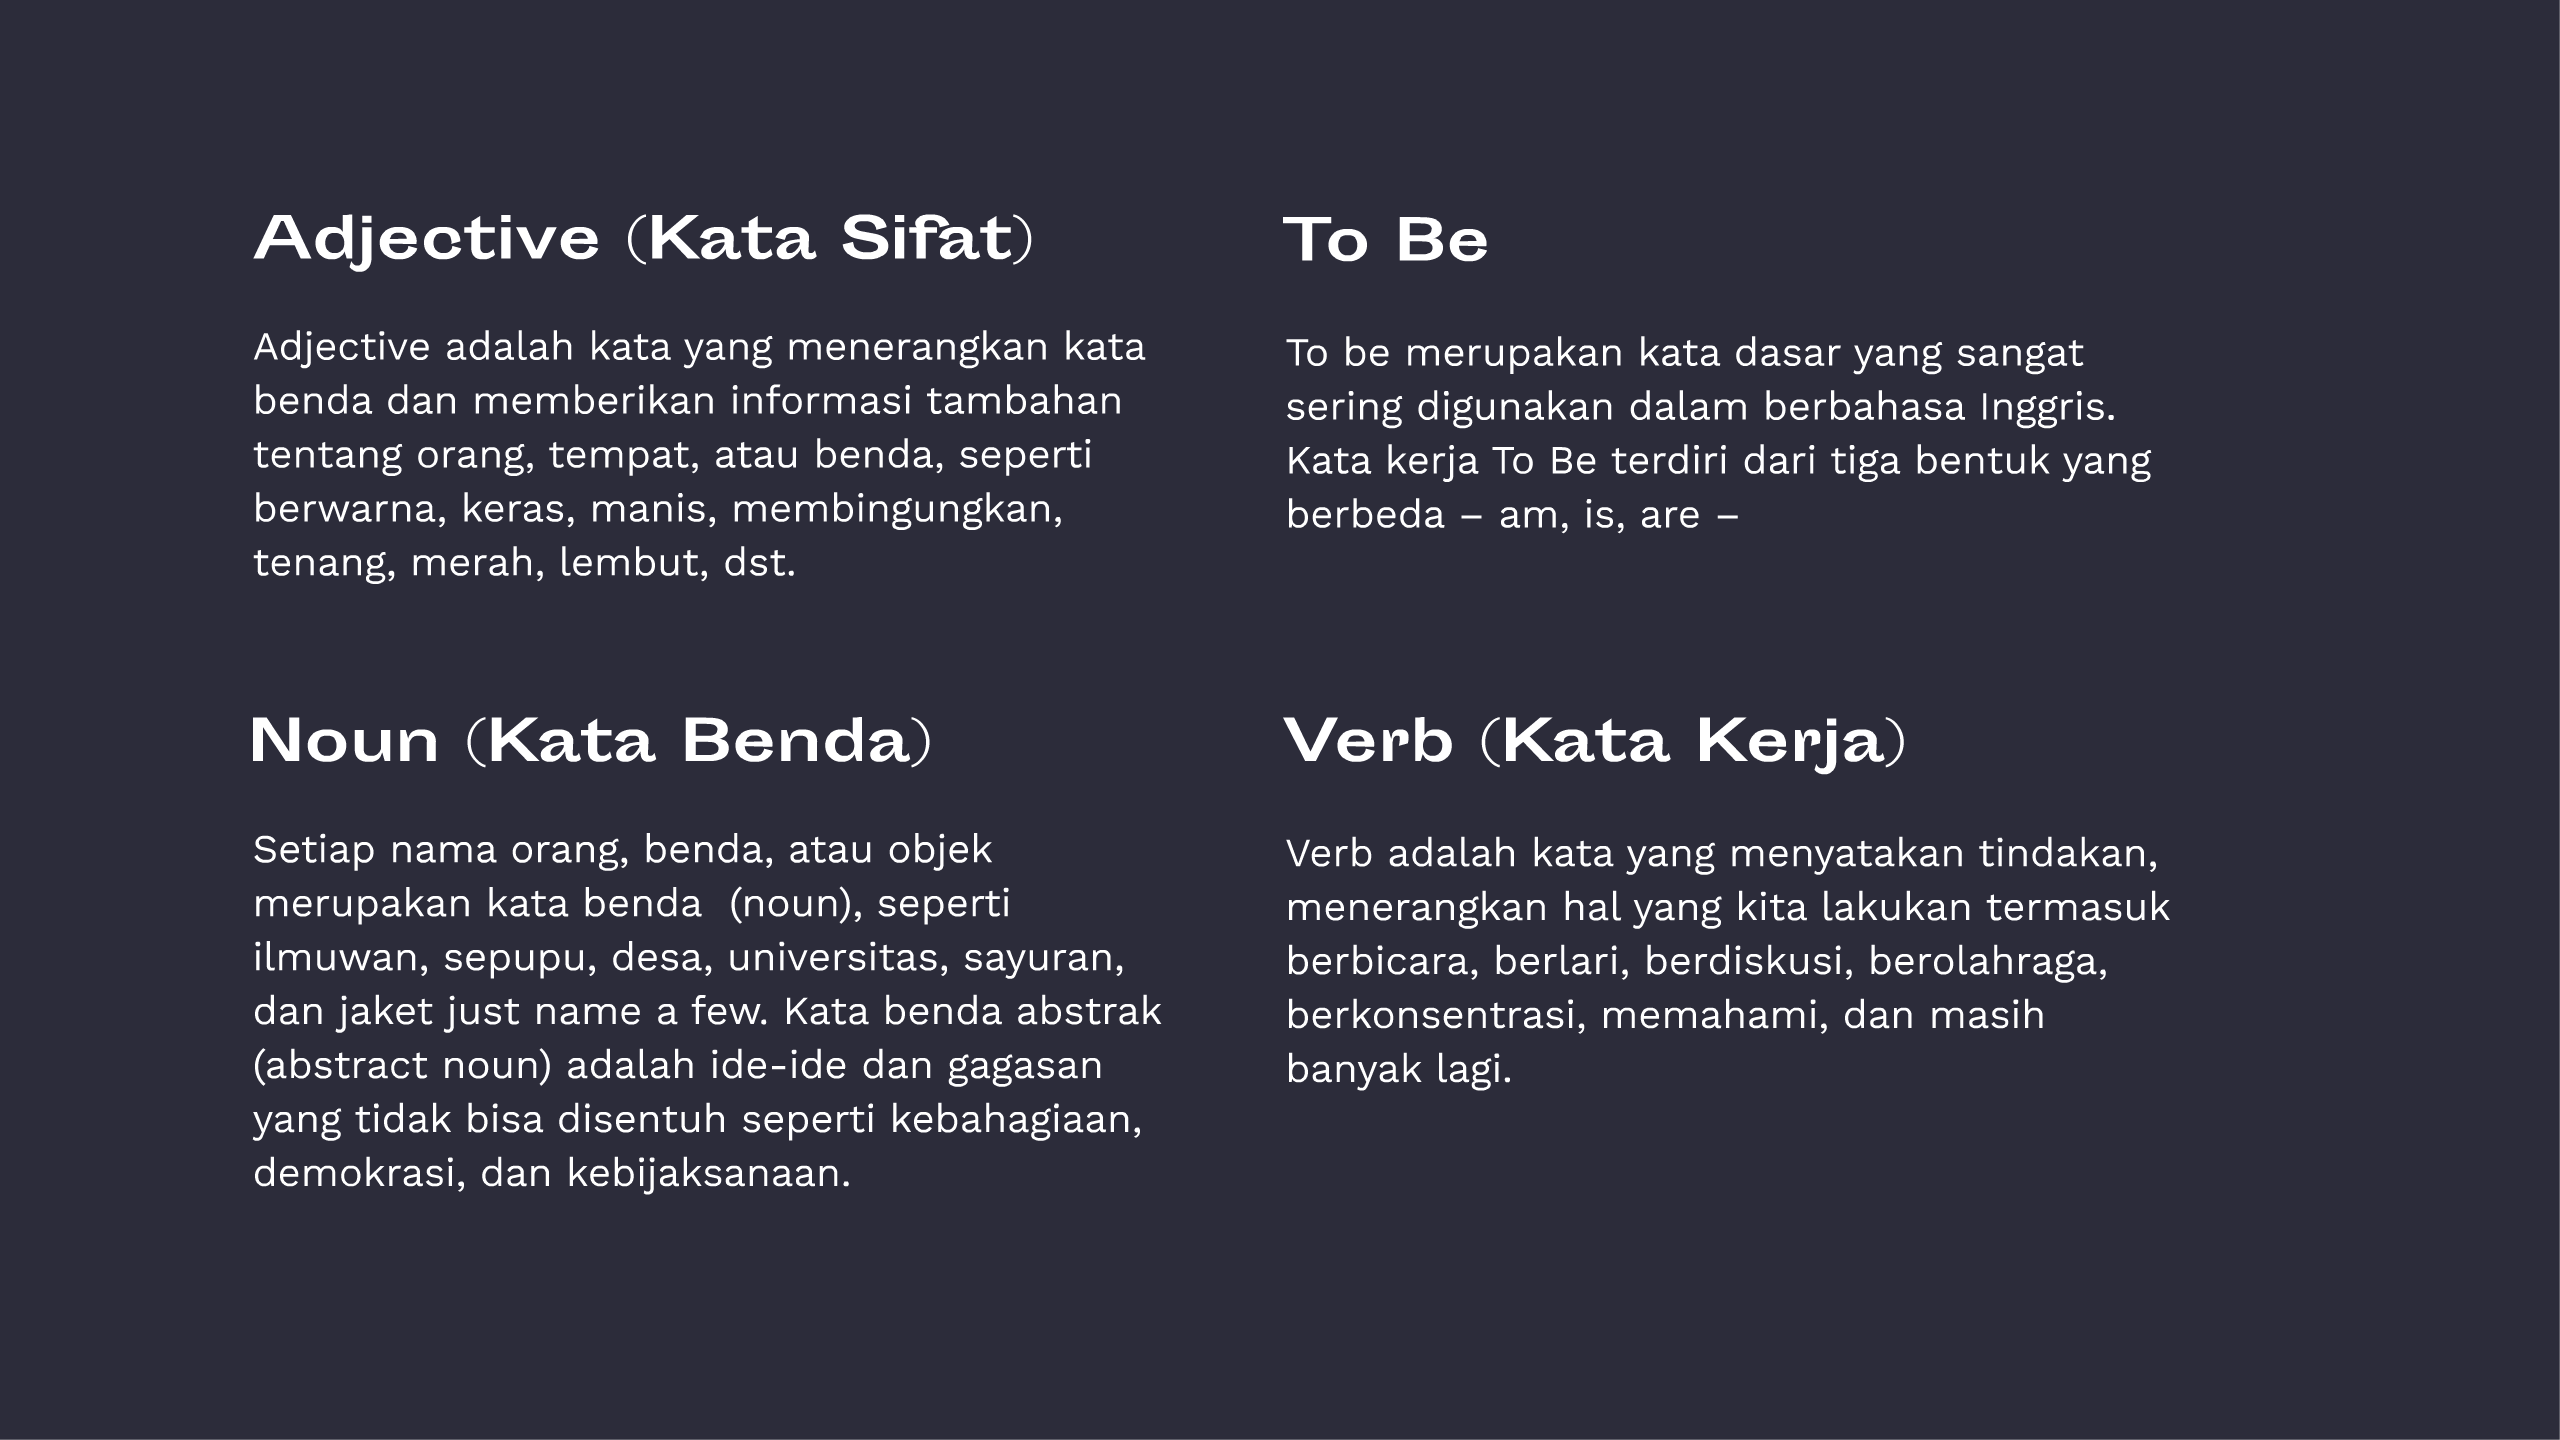 Adjective (Kata Sifat)
Adjective adalah kata yang menerangkan kata
benda dan memberikan informasi tambahan
tentang orang, tempat, atau benda, seperti
berwarna, keras, manis, membingungkan,
tenang, merah, lembut, dst.
To Be
To be merupakan kata dasar yang sangat
sering digunakan dalam berbahasa Inggris.
Kata kerja To Be terdiri dari tiga bentuk yang
berbeda – am, is, are –
Noun (Kata Benda)
Setiap nama orang, benda, atau objek
merupakan kata benda  (noun), seperti
ilmuwan, sepupu, desa, universitas, sayuran,
dan jaket just name a few. Kata benda abstrak
(abstract noun) adalah ide-ide dan gagasan
yang tidak bisa disentuh seperti kebahagiaan,
demokrasi, dan kebijaksanaan.
Verb (Kata Kerja)
Verb adalah kata yang menyatakan tindakan,
menerangkan hal yang kita lakukan termasuk
berbicara, berlari, berdiskusi, berolahraga,
berkonsentrasi, memahami, dan masih
banyak lagi.